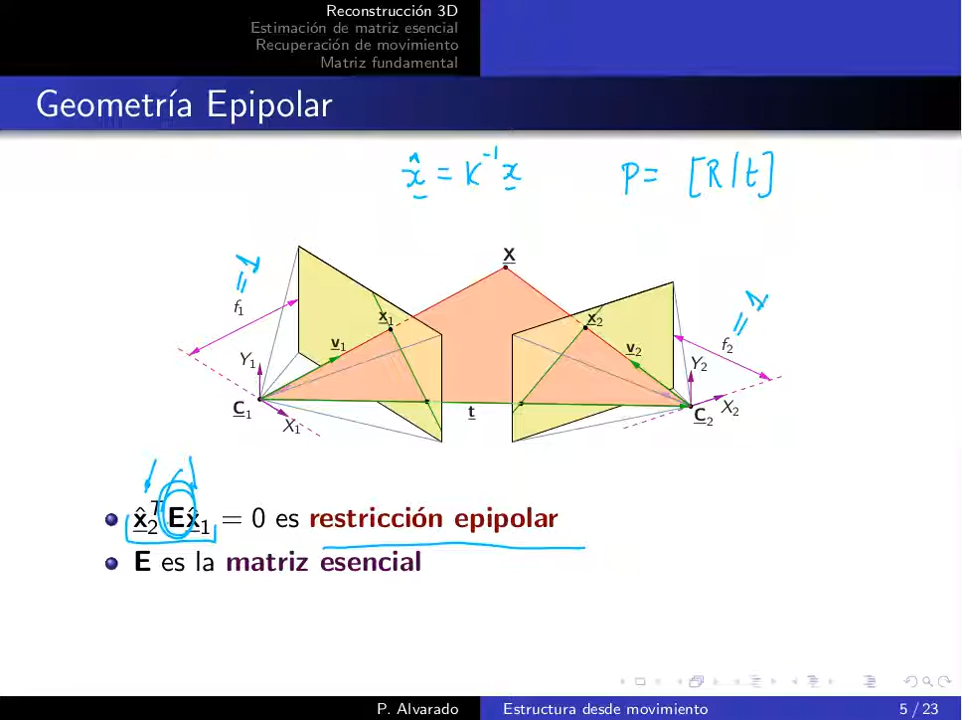 Reconstrucción 3D
Estimación de matriz esencial
Recuperación de movimiento
Matriz fundamental
Geometría Epipolar
x̂ = K⁻¹x
P = [R|t]
X
=1
f₁
x₁
x₂
=1
f₂
v₁
v₂
Y₁
Y₂
C₁
X₁
t
C₂
X₂
x̂₂ᵀEx̂₁ = 0 es restricción epipolar
E es la matriz esencial
P. Alvarado
Estructura desde movimiento
5 / 23